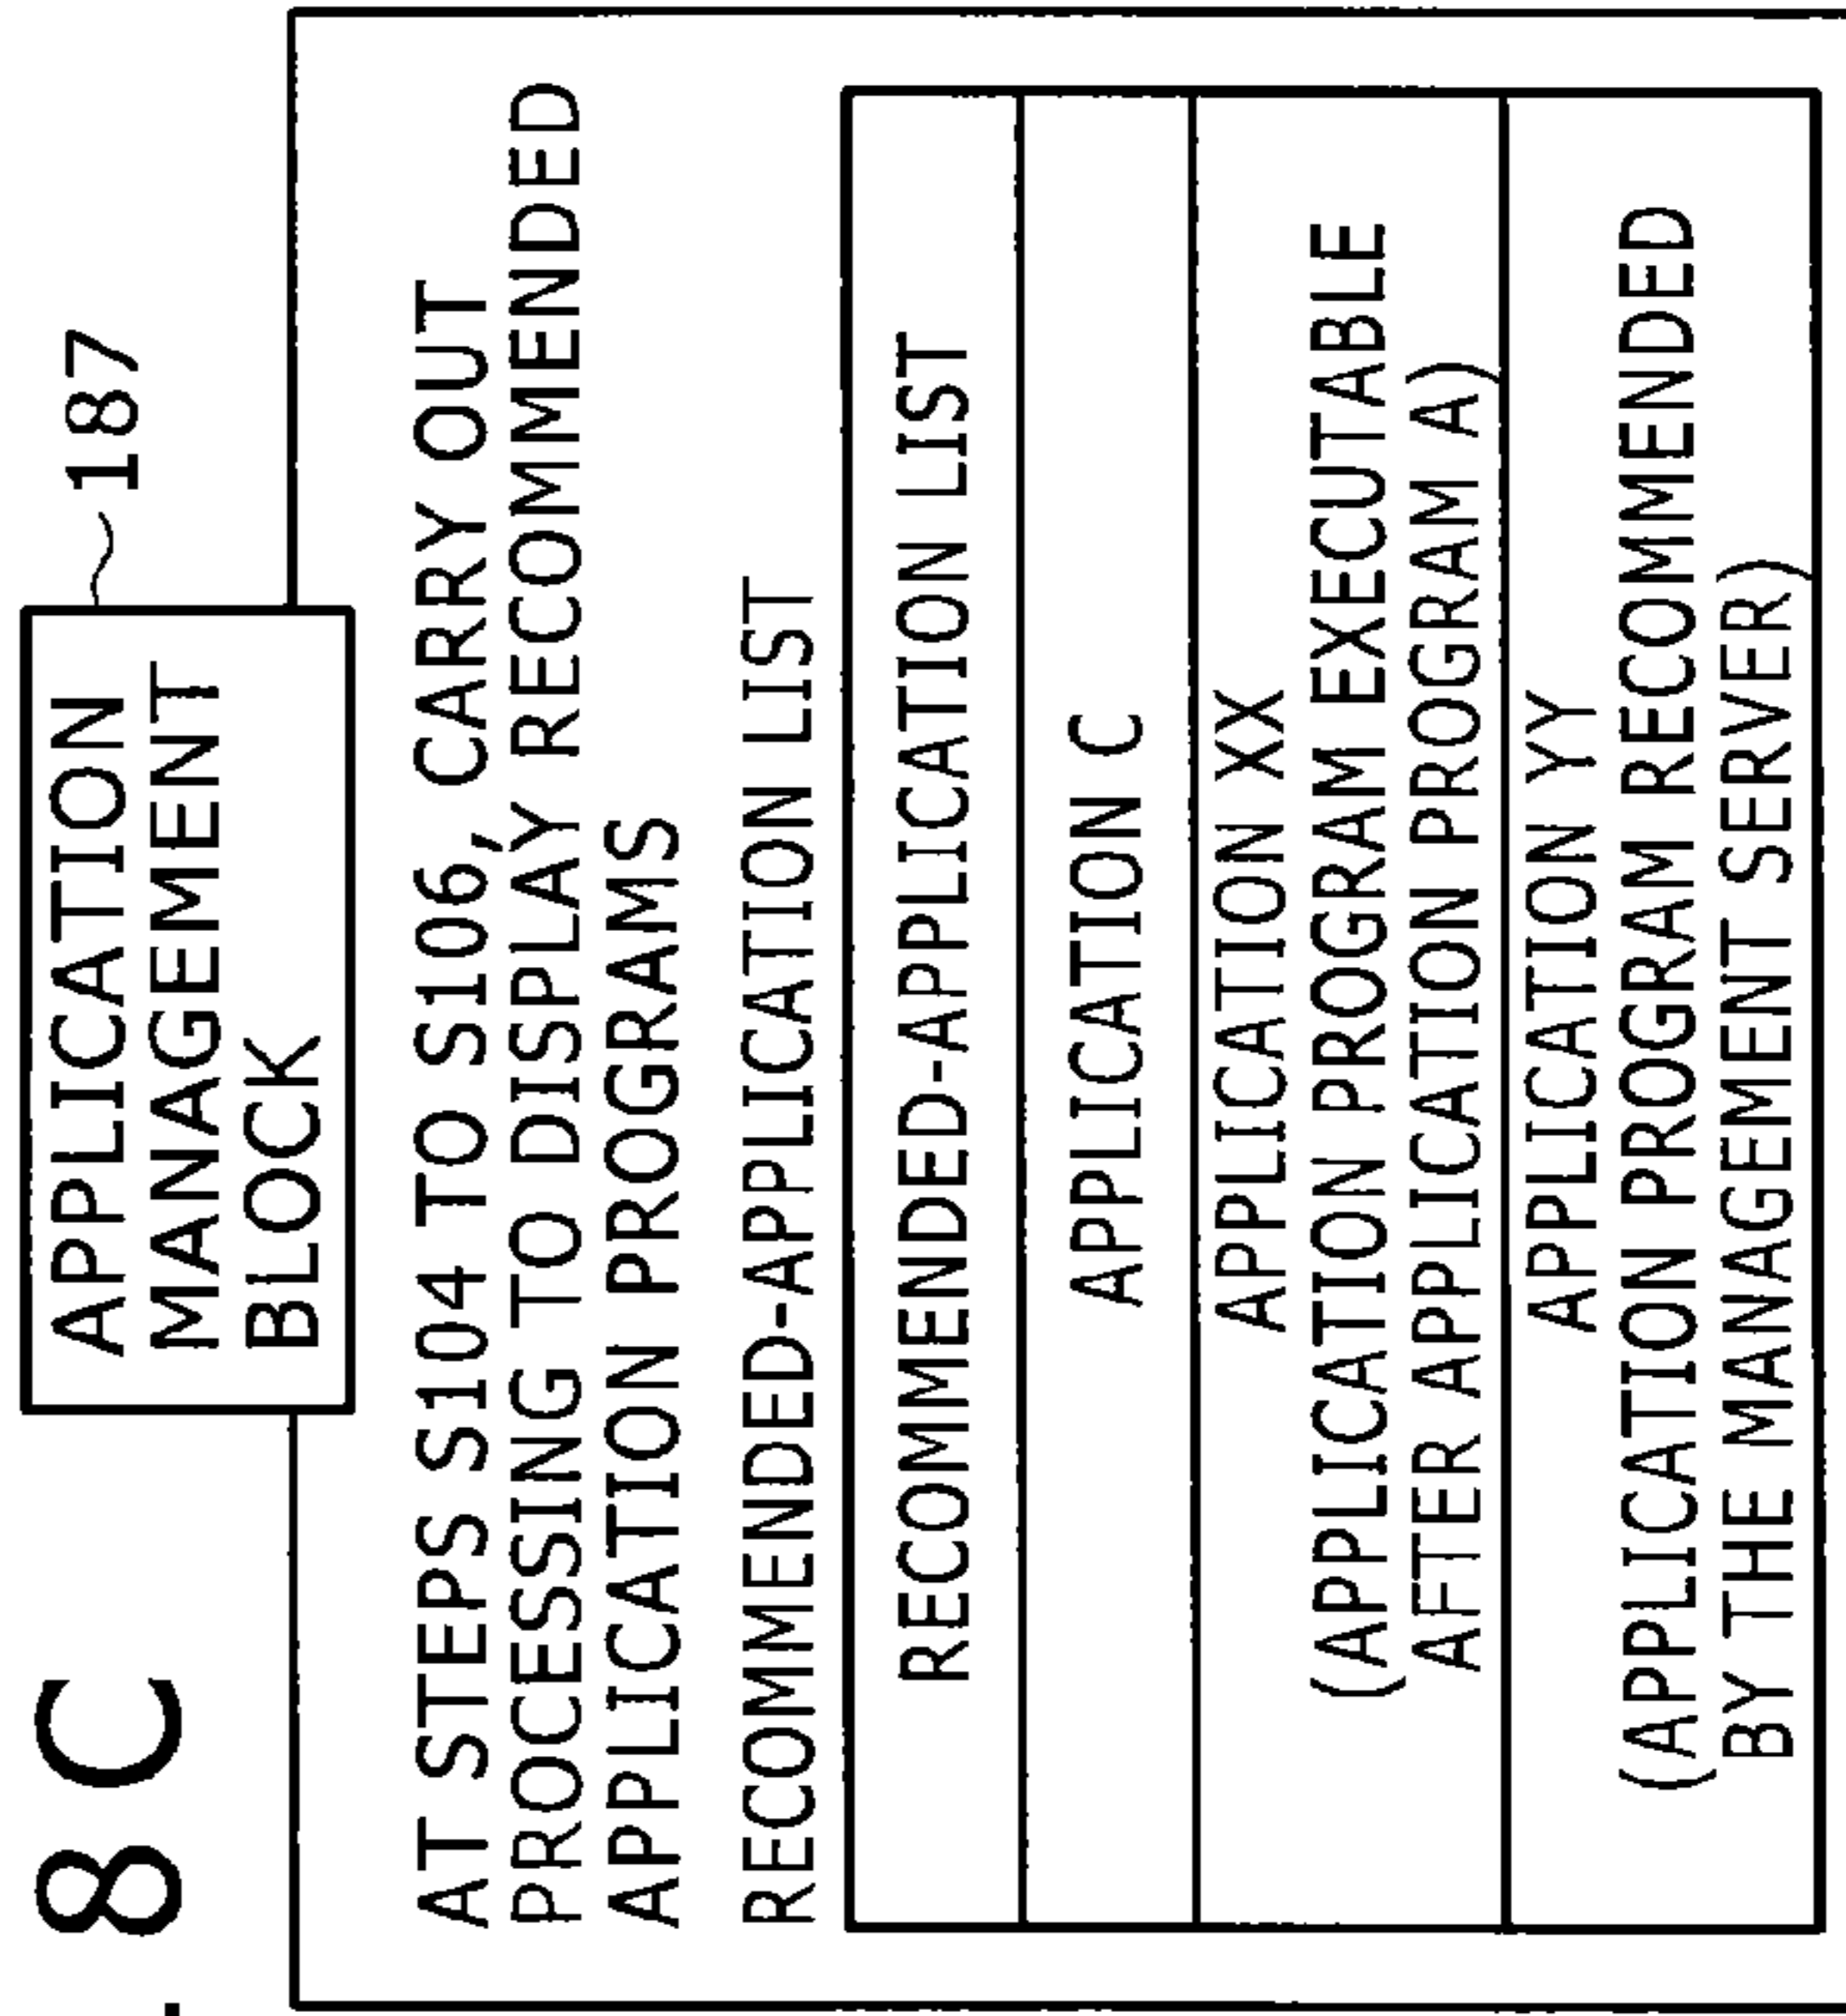 . 8 C
APPLICATION
MANAGEMENT
BLOCK
187
AT STEPS S104 TO S106, CARRY OUT
PROCESSING TO DISPLAY RECOMMENDED
APPLICATION PROGRAMS
RECOMMENDED-APPLICATION LIST
RECOMMENDED-APPLICATION LIST
APPLICATION C
APPLICATION XX
(APPLICATION PROGRAM EXECUTABLE
AFTER APPLICATION PROGRAM A)
APPLICATION YY
(APPLICATION PROGRAM RECOMMENDED
BY THE MANAGEMENT SERVER)